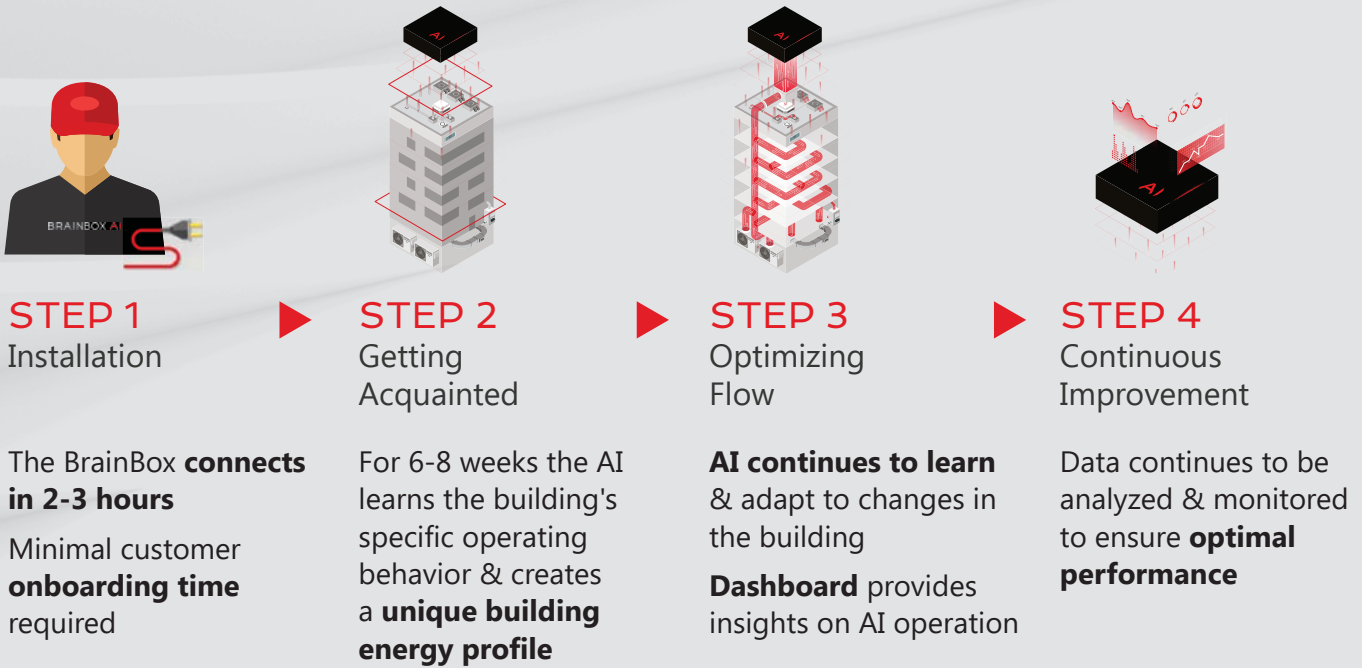 AI
AI
AI
BRAINBOX AI
STEP 1
Installation
The BrainBox connects
in 2-3 hours
Minimal customer
onboarding time
required
STEP 2
Getting
Acquainted
For 6-8 weeks the AI
learns the building's
specific operating
behavior & creates
a unique building
energy profile
STEP 3
Optimizing
Flow
AI continues to learn
& adapt to changes in
the building
Dashboard provides
insights on AI operation
STEP 4
Continuous
Improvement
Data continues to be
analyzed & monitored
to ensure optimal
performance